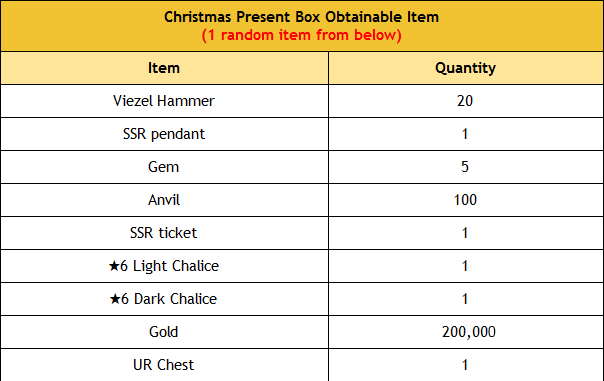 Christmas Present Box Obtainable Item
(1 random item from below)
Item Quantity
Viezel Hammer 20
SSR pendant 1
Gem 5
Anvil 100
SSR ticket 1
★6 Light Chalice 1
★6 Dark Chalice 1
Gold 200,000
UR Chest 1